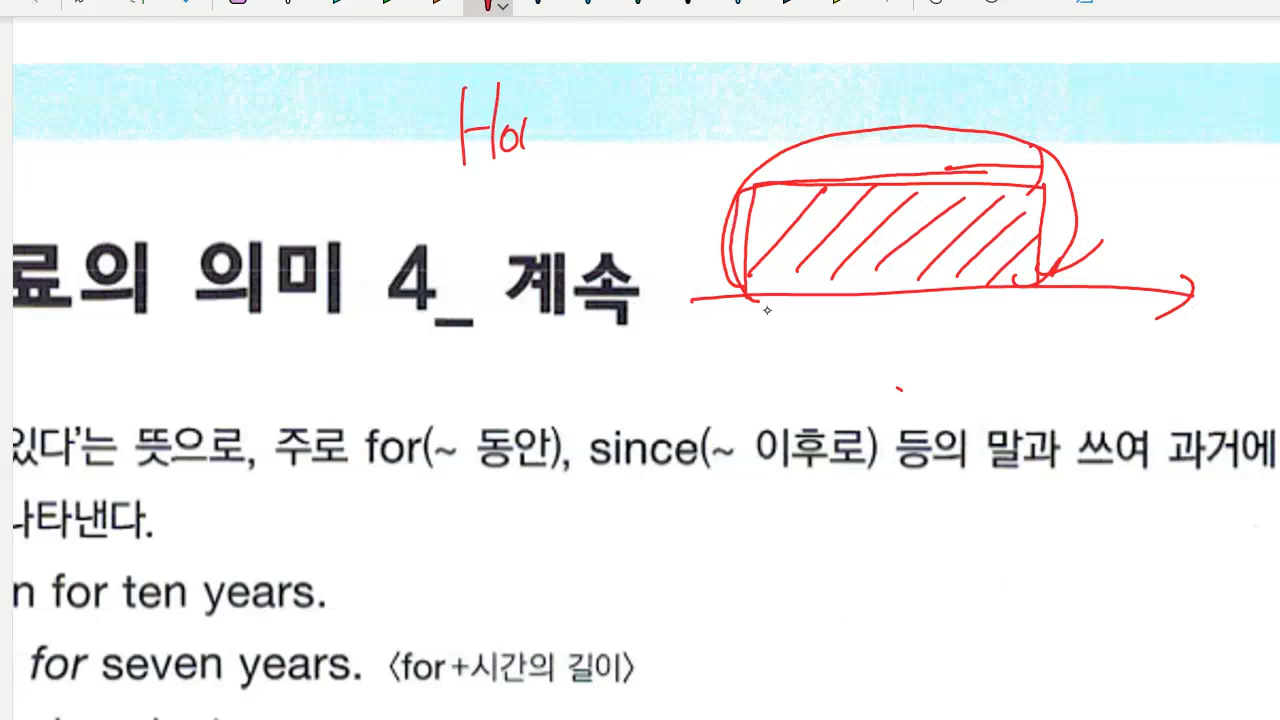 Ha
료의 의미 4_ 계속
있다'는 뜻으로, 주로 for(~ 동안), since(~ 이후로) 등의 말과 쓰여 과거에
나타낸다.
n for ten years.
for seven years. 〈for+시간의 길이〉